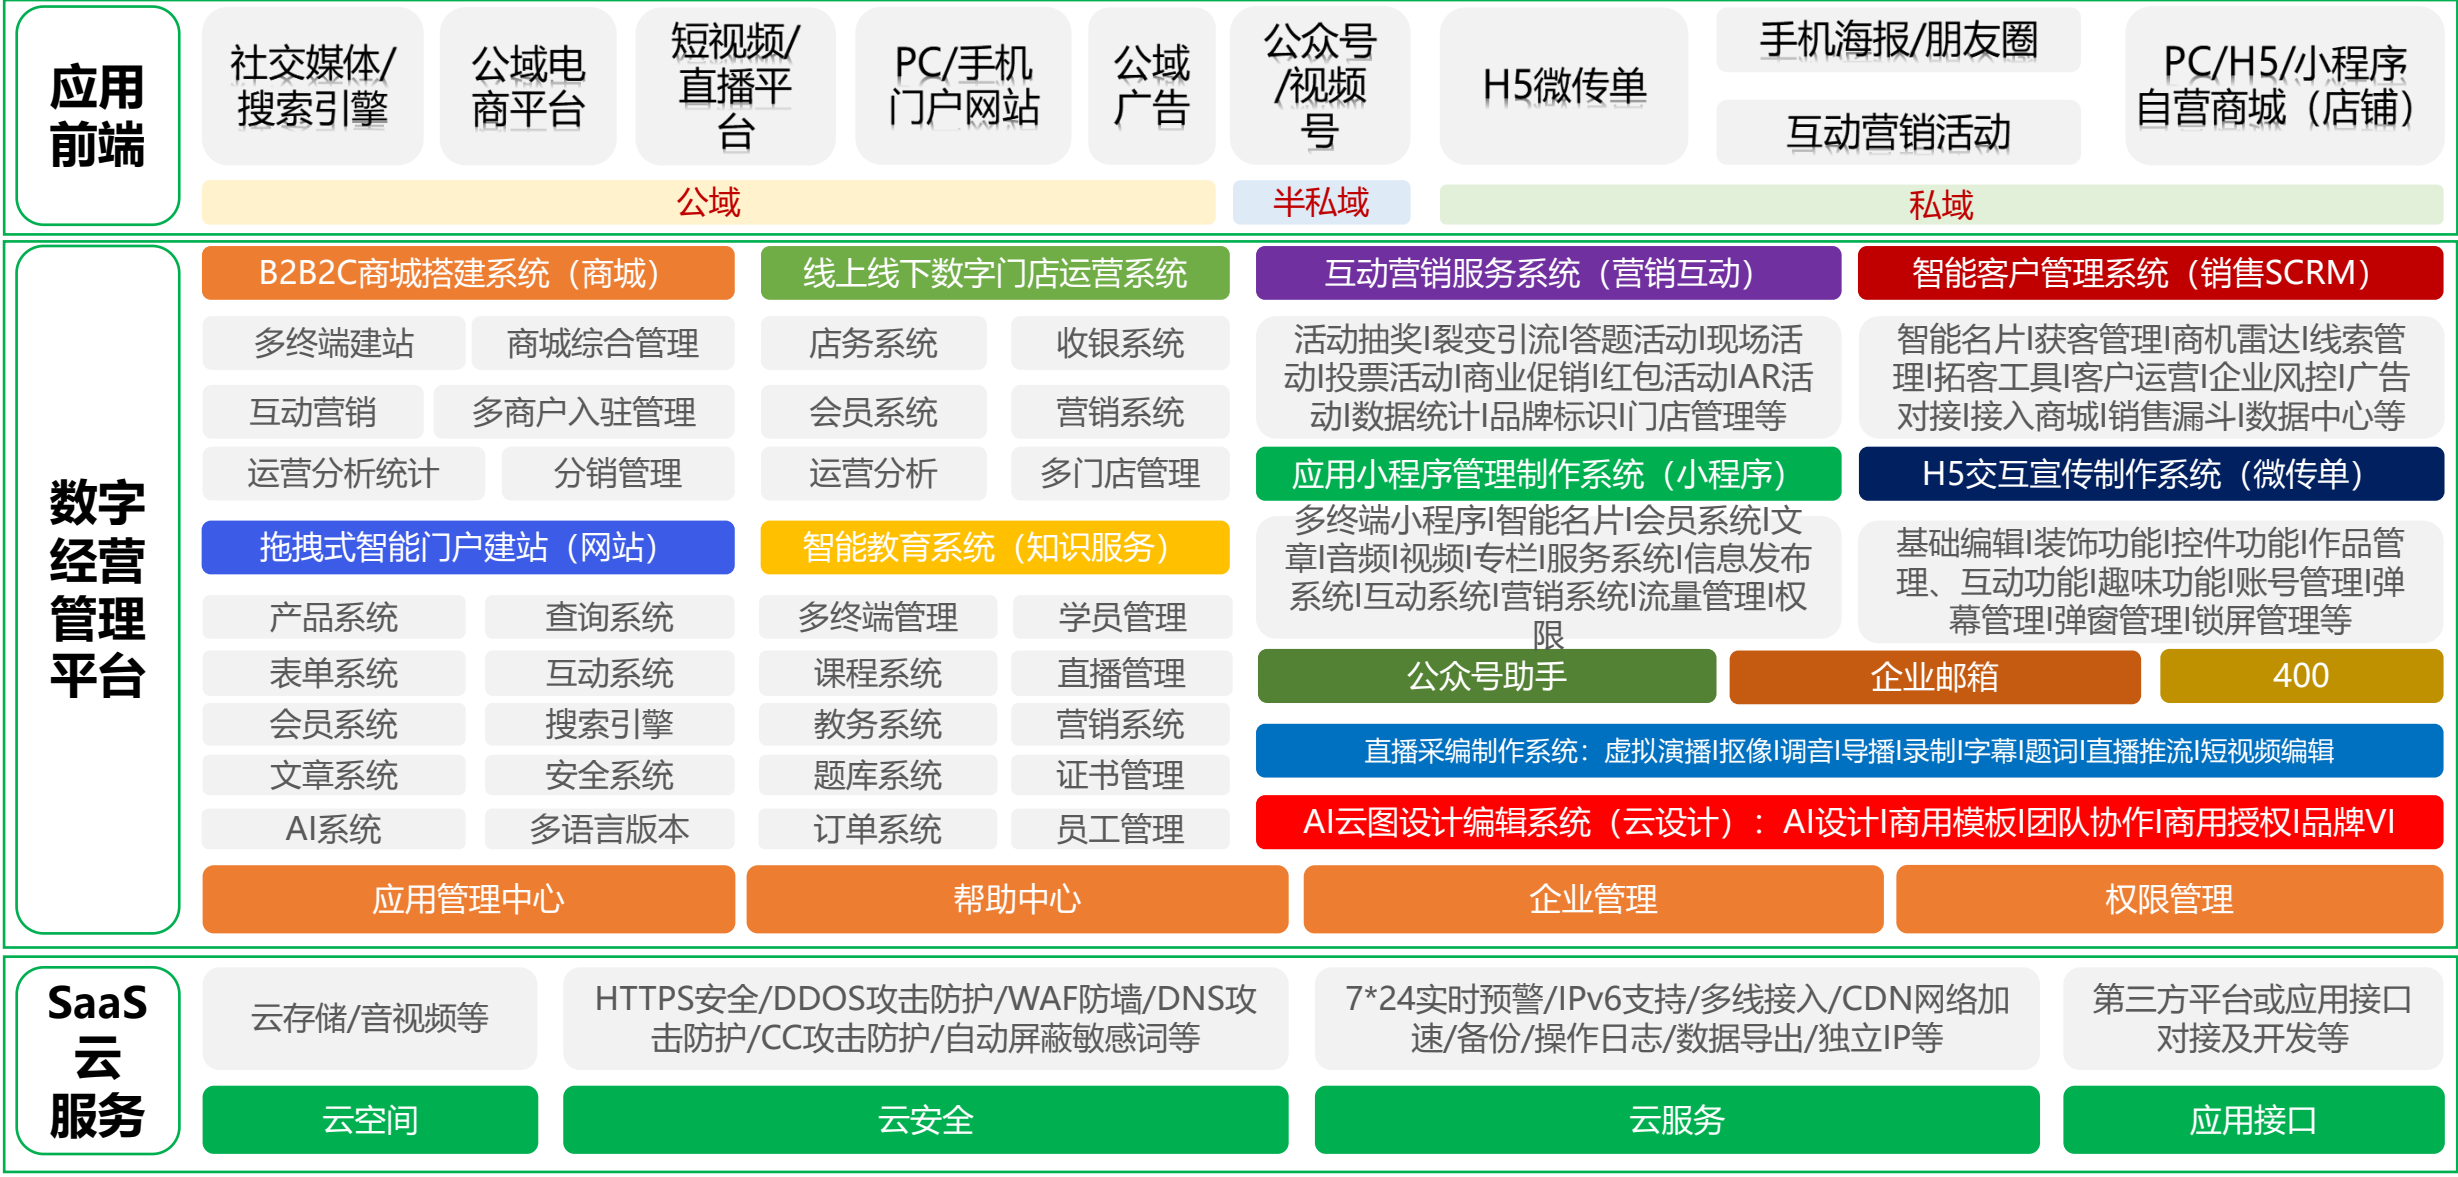 应用
前端
社交媒体/
搜索引擎
公域电
商平台
短视频/
直播平
台
PC/手机
门户网站
公域
广告
公众号
/视频
号
H5微传单
手机海报/朋友圈
互动营销活动
PC/H5/小程序
自营商城（店铺）
公域
半私域
私域
数字
经营
管理
平台
B2B2C商城搭建系统（商城）
多终端建站
商城综合管理
互动营销
多商户入驻管理
运营分析统计
分销管理
线上线下数字门店运营系统
店务系统
收银系统
会员系统
营销系统
运营分析
多门店管理
互动营销服务系统（营销互动）
活动抽奖I裂变引流I答题活动I现场活
动I投票活动I商业促销I红包活动IAR活
动I数据统计I品牌标识I门店管理等
智能客户管理系统（销售SCRM）
智能名片I获客管理I商机雷达I线索管
理I拓客工具I客户运营I企业风控I广告
对接I接入商城I销售漏斗I数据中心等
拖拽式智能门户建站（网站）
产品系统
查询系统
表单系统
互动系统
会员系统
搜索引擎
文章系统
安全系统
AI系统
多语言版本
智能教育系统（知识服务）
多终端管理
学员管理
课程系统
直播管理
教务系统
营销系统
题库系统
证书管理
订单系统
员工管理
应用小程序管理制作系统（小程序）
多终端小程序I智能名片I会员系统I文
章I音频I视频I专栏I服务系统I信息发布
系统I互动系统I营销系统I流量管理I权
限
H5交互宣传制作系统（微传单）
基础编辑I装饰功能I控件功能I作品管
理、互动功能I趣味功能I账号管理I弹
幕管理I弹窗管理I锁屏管理等
公众号助手
企业邮箱
400
直播采编制作系统：虚拟演播I抠像I调音I导播I录制I字幕I题词I直播推流I短视频编辑
AI云图设计编辑系统（云设计）：AI设计I商用模板I团队协作I商用授权I品牌VI
应用管理中心
帮助中心
企业管理
权限管理
SaaS
云
服务
云存储/音视频等
HTTPS安全/DDOS攻击防护/WAF防墙/DNS攻
击防护/CC攻击防护/自动屏蔽敏感词等
7*24实时预警/IPv6支持/多线接入/CDN网络加
速/备份/操作日志/数据导出/独立IP等
第三方平台或应用接口
对接及开发等
云空间
云安全
云服务
应用接口